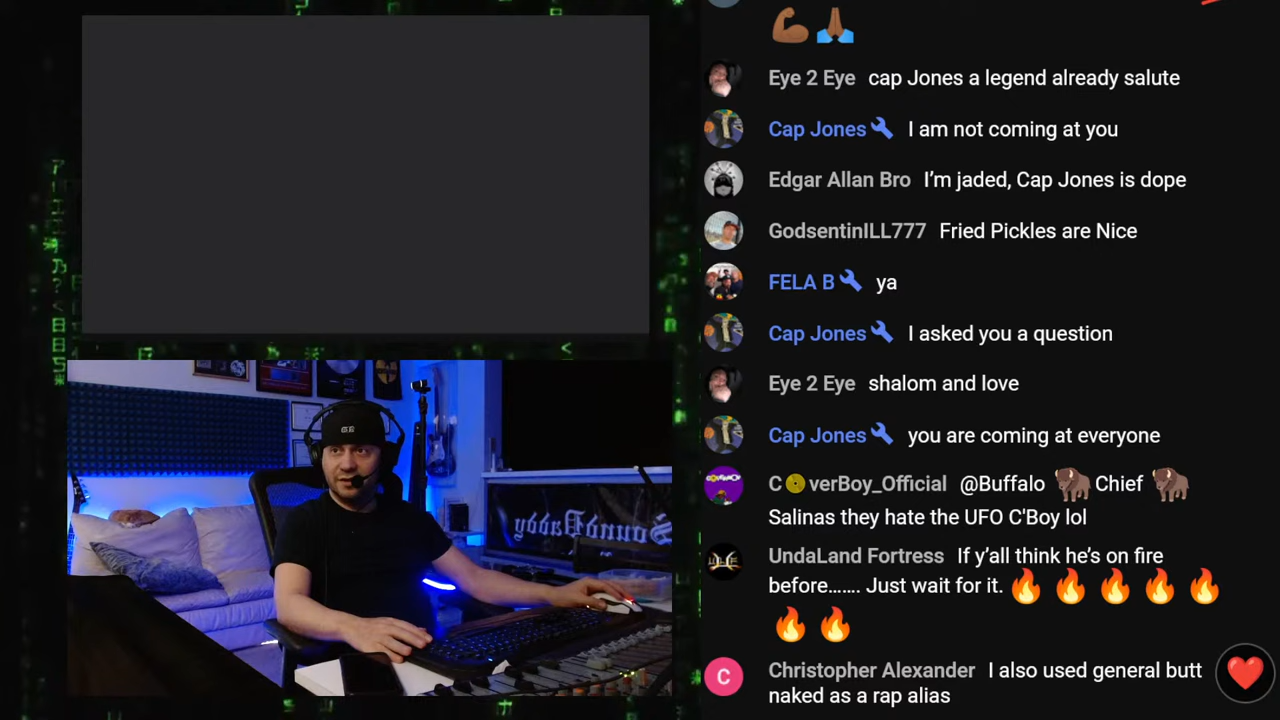 Eye 2 Eye cap Jones a legend already salute
Cap Jones I am not coming at you
Edgar Allan Bro I'm jaded, Cap Jones is dope
GodsentinILL777 Fried Pickles are Nice
FELA B ya
Cap Jones I asked you a question
Eye 2 Eye shalom and love
Cap Jones you are coming at everyone
C verBoy_Official @Buffalo 🦬 Chief 🦬
Salinas they hate the UFO C'Boy lol
UndaLand Fortress If y'all think he's on fire
before....... Just wait for it. 🔥 🔥 🔥 🔥 🔥
🔥 🔥
Christopher Alexander I also used general butt
naked as a rap alias
C
GR
SoundDaddy